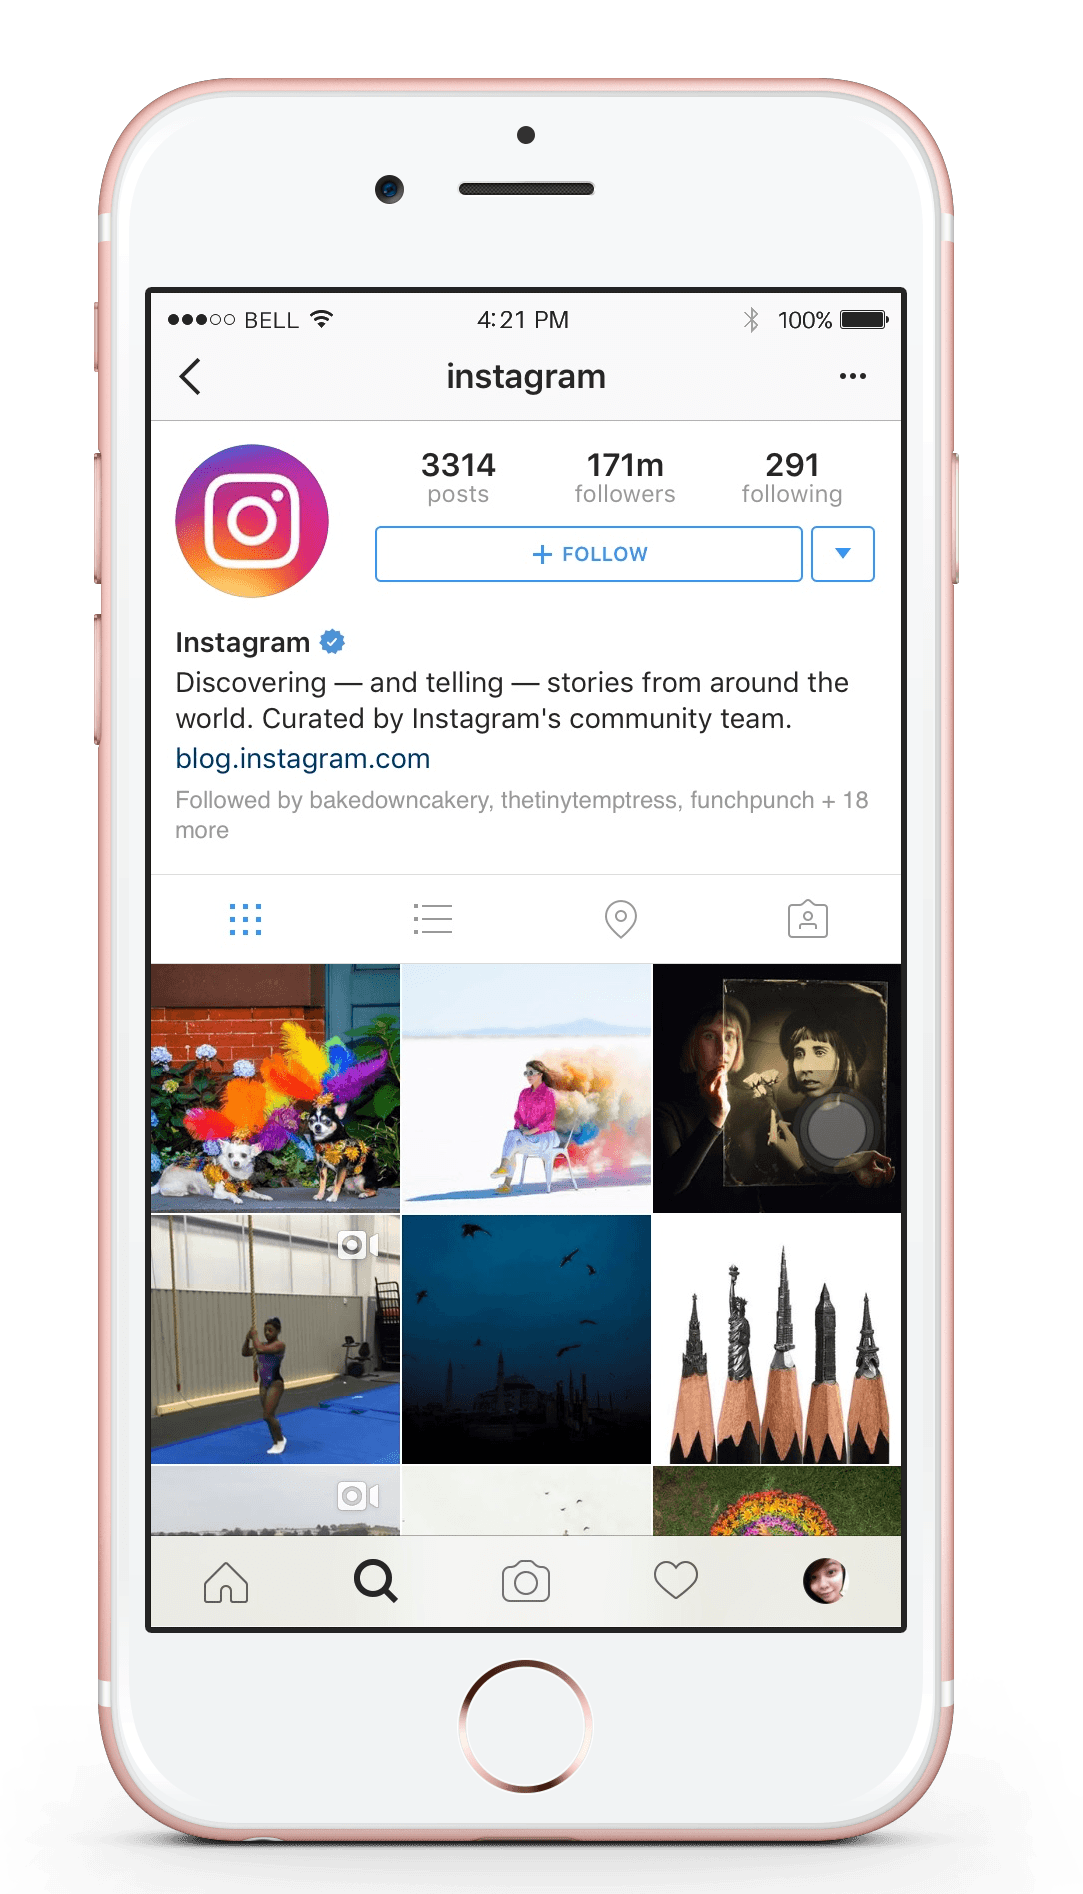 BELL 4:21 PM 100%
instagram
3314 171m 291
posts followers following
+ FOLLOW
Instagram
Discovering — and telling — stories from around the
world. Curated by Instagram's community team.
blog.instagram.com
Followed by bakedowncakery, thetinytemptress, funchpunch + 18
more